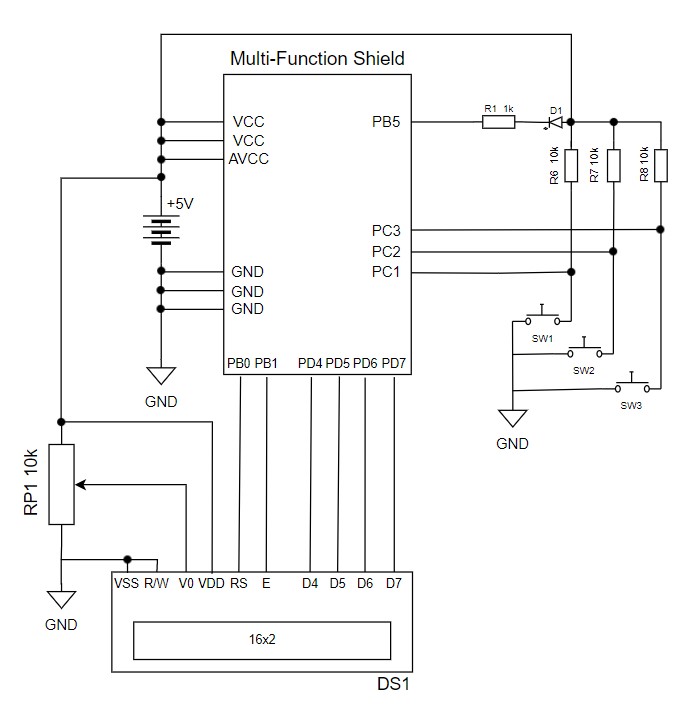 Multi-Function Shield
VCC
PB5
R1 1k
D1
VCC
AVCC
R6 10k
R7 10k
R8 10k
+5V
PC3
PC2
PC1
GND
GND
GND
SW1
SW2
SW3
PB0 PB1 PD4 PD5 PD6 PD7
GND
GND
RP1 10k
VSS R/W V0 VDD RS E D4 D5 D6 D7
GND
16x2
DS1